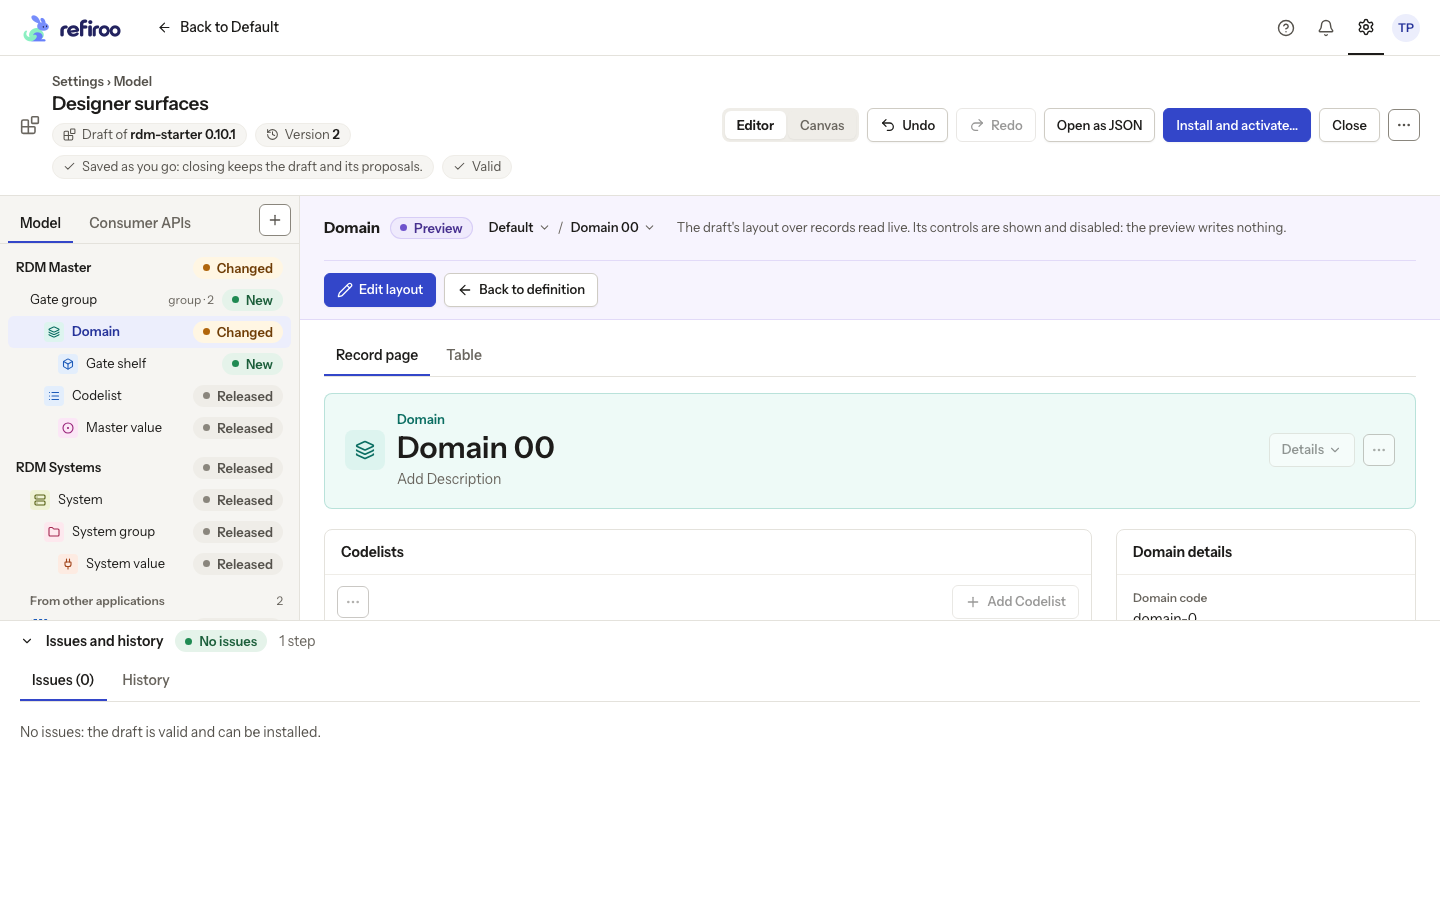 refiroo
Back to Default
TP
Settings › Model
Designer surfaces
Draft of rdm-starter 0.10.1
Version 2
Saved as you go: closing keeps the draft and its proposals.
Valid
Editor
Canvas
Undo
Redo
Open as JSON
Install and activate...
Close
Model
Consumer APIs
RDM Master
Changed
Gate group
group · 2
New
Domain
Changed
Gate shelf
New
Codelist
Released
Master value
Released
RDM Systems
Released
System
Released
System group
Released
System value
Released
From other applications
2
Domain
Preview
Default / Domain 00
The draft's layout over records read live. Its controls are shown and disabled: the preview writes nothing.
Edit layout
Back to definition
Record page
Table
Domain
Domain 00
Add Description
Details
Codelists
Add Codelist
Domain details
Domain code
domain-0
Issues and history
No issues
1 step
Issues (0)
History
No issues: the draft is valid and can be installed.